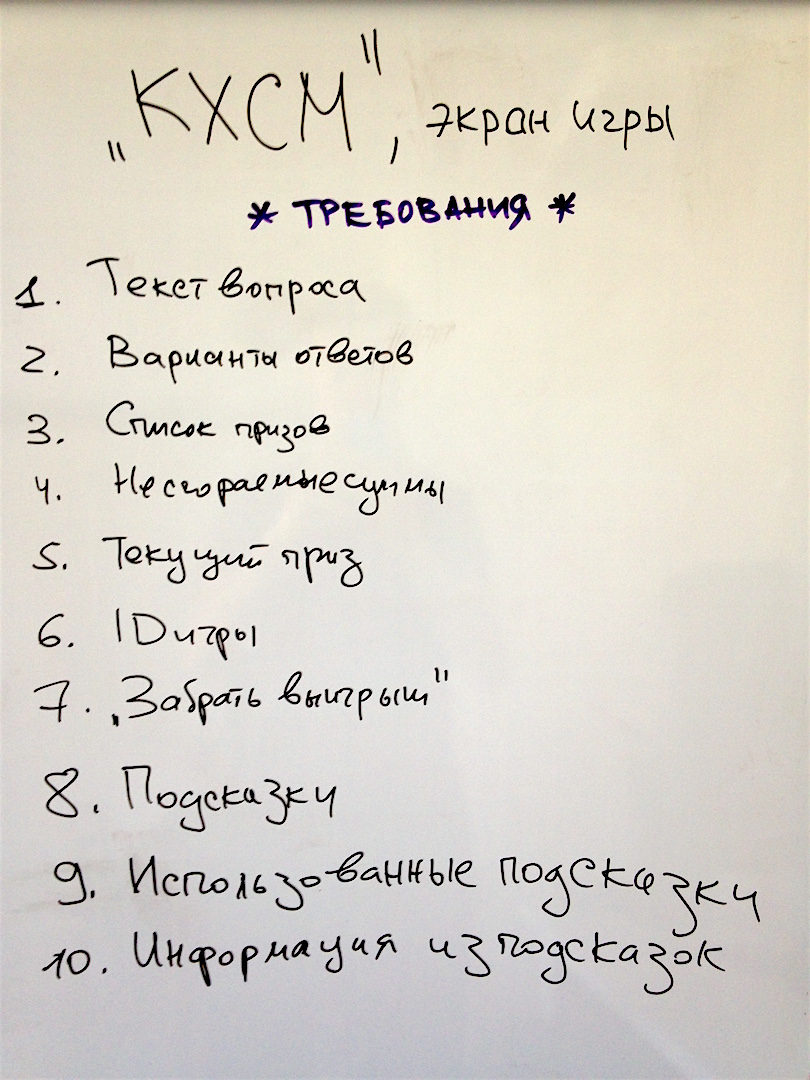 „КХСМ", экран игры
* ТРЕБОВАНИЯ *
1. Текст вопроса
2. Варианты ответов
3. Список призов
4. Несгораемые суммы
5. Текущий приз
6. ID игры
7. „Забрать выигрыш"
8. Подсказки
9. Использованные подсказки
10. Информация из подсказок